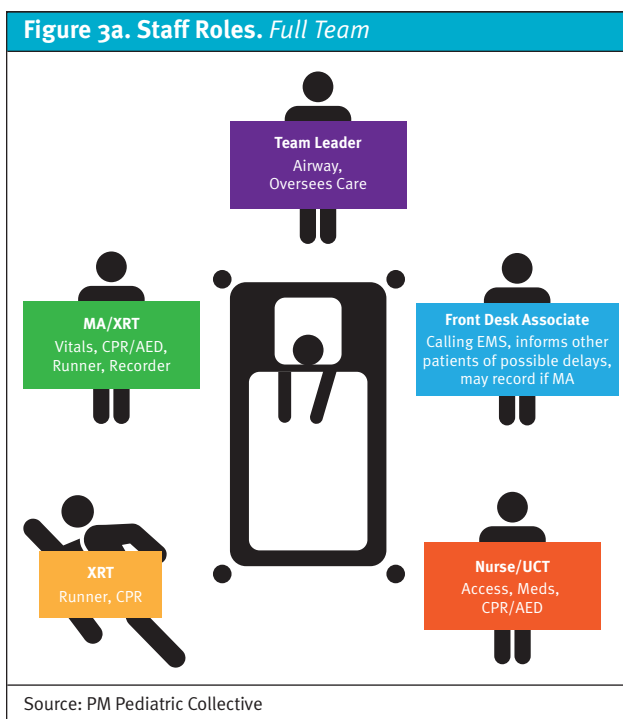 Figure 3a. Staff Roles. Full Team
Team Leader
Airway,
Oversees Care
MA/XRT
Vitals, CPR/AED,
Runner, Recorder
Front Desk Associate
Calling EMS, informs other
patients of possible delays,
may record if MA
XRT
Runner, CPR
Nurse/UCT
Access, Meds,
CPR/AED
Source: PM Pediatric Collective